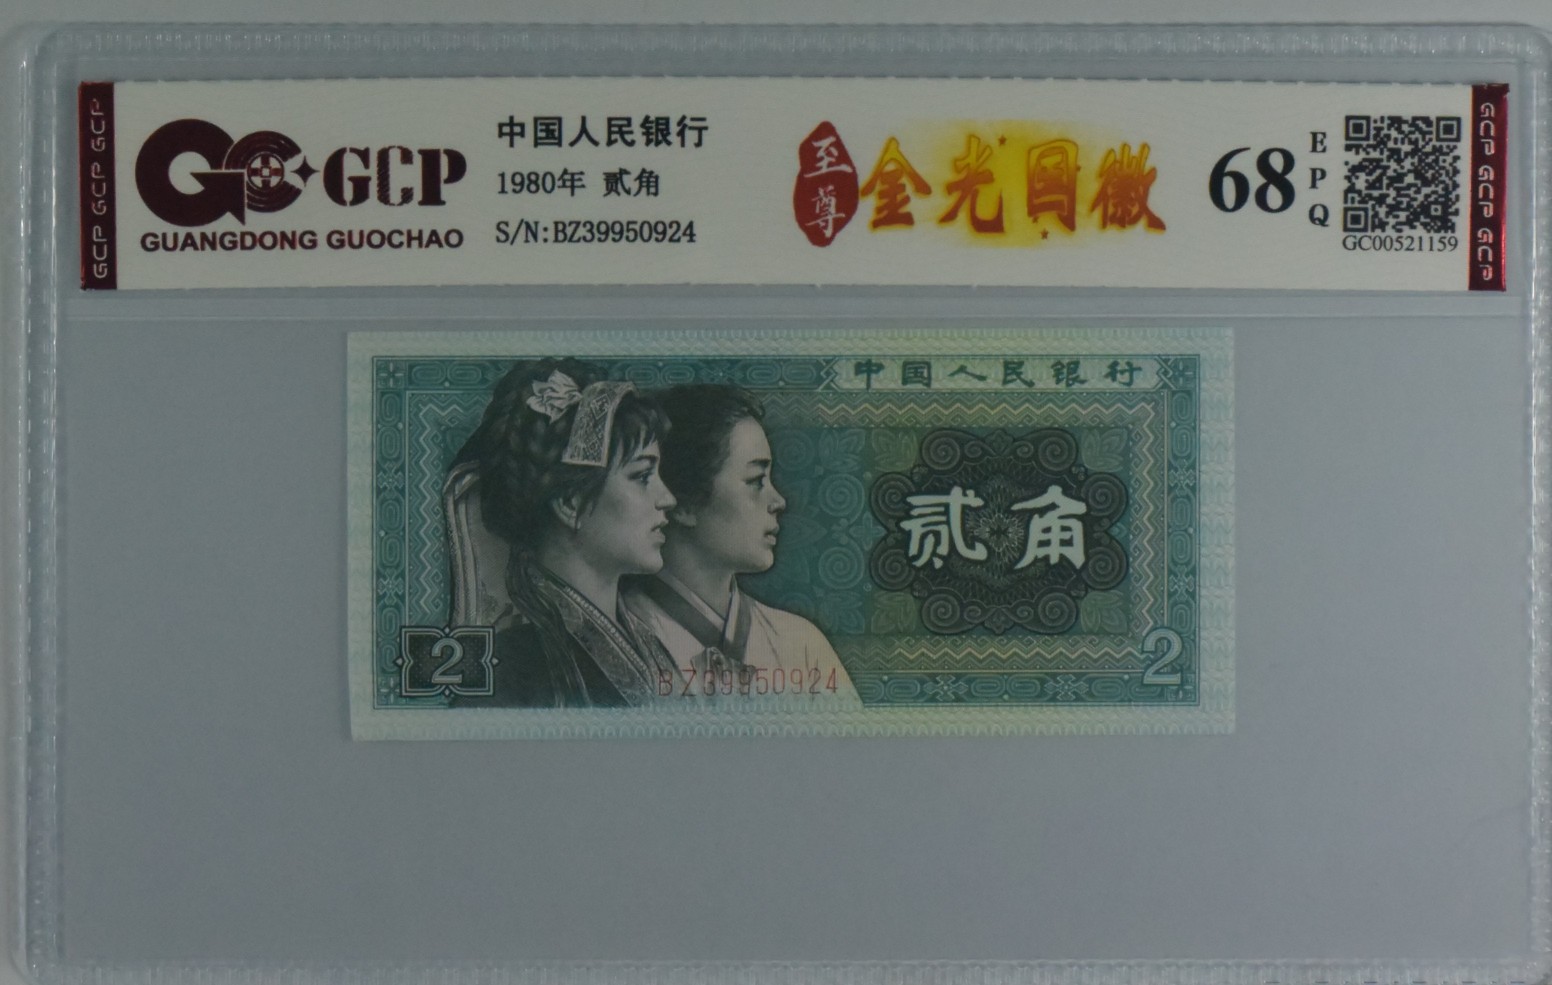 GCP GCP GCP
GCP
GUANGDONG GUOCHAO
中国人民银行
1980年 贰角
S/N:BZ39950924
至尊
金光国徽
68
EPQ
GC00521159
GCP GCP GCP
中国人民银行
贰角
2
2
BZ39950924